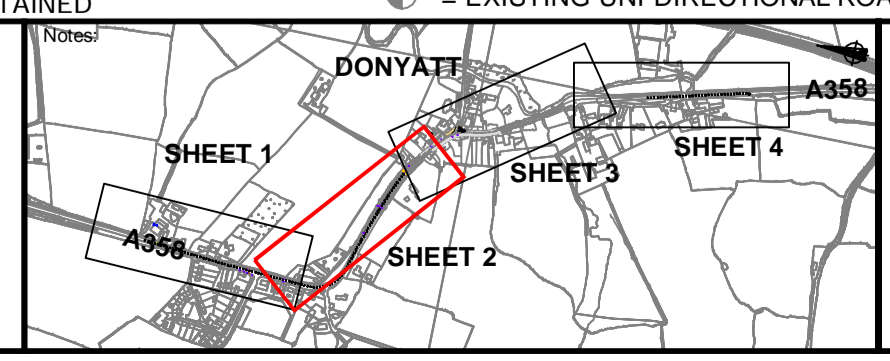 TAINED
= EXISTING UNI-DIRECTIONAL ROA
Notes:
DONYATT
A358
SHEET 1
SHEET 3
SHEET 4
A358
SHEET 2